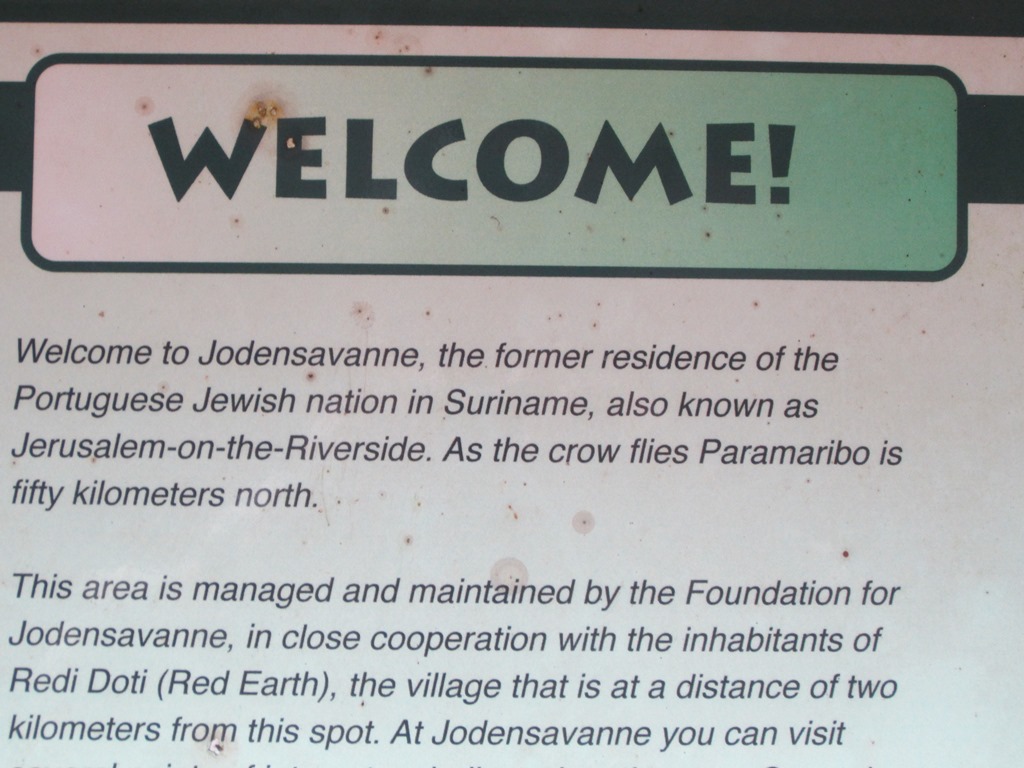 WELCOME!
Welcome to Jodensavanne, the former residence of the
Portuguese Jewish nation in Suriname, also known as
Jerusalem-on-the-Riverside. As the crow flies Paramaribo is
fifty kilometers north.
This area is managed and maintained by the Foundation for
Jodensavanne, in close cooperation with the inhabitants of
Redi Doti (Red Earth), the village that is at a distance of two
kilometers from this spot. At Jodensavanne you can visit